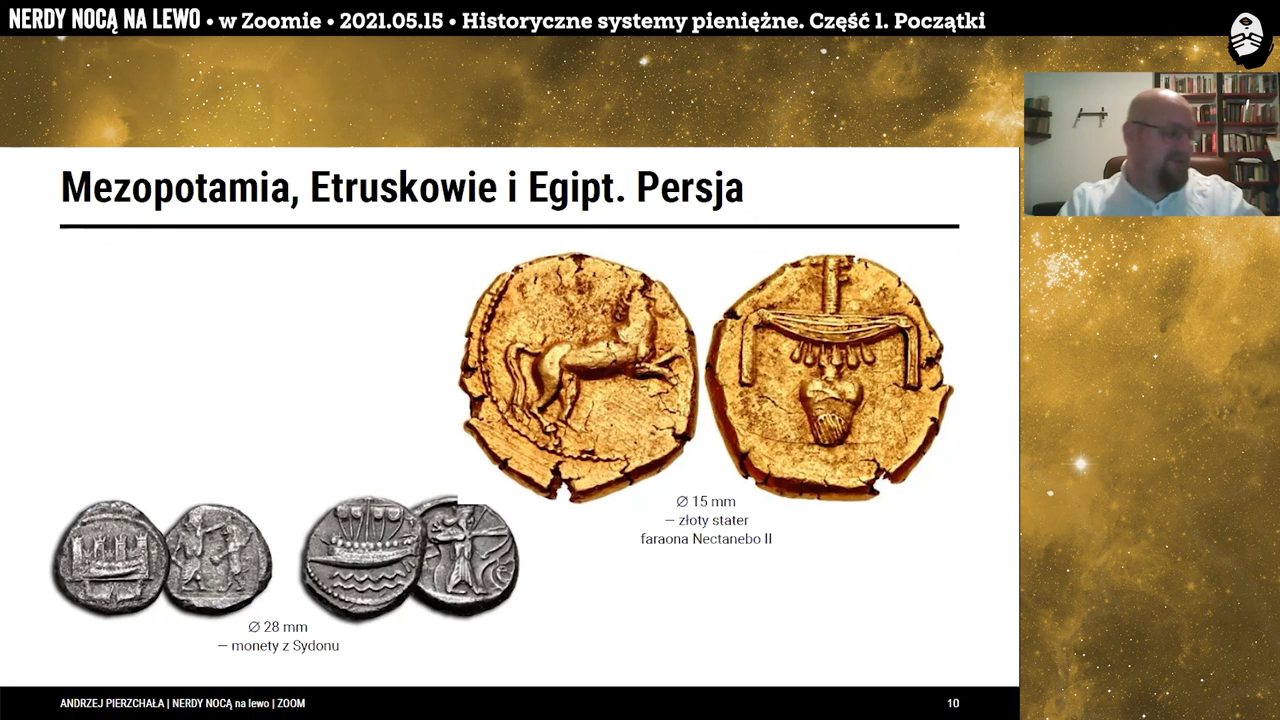 NERDY NOCĄ NA LEWO • w Zoomie • 2021.05.15 • Historyczne systemy pieniężne. Część 1. Początki
Mezopotamia, Etruskowie i Egipt. Persja
∅ 15 mm
— złoty stater
faraona Nectanebo II
∅ 28 mm
— monety z Sydonu
ANDRZEJ PIERZCHAŁA | NERDY NOCĄ na lewo | ZOOM
10